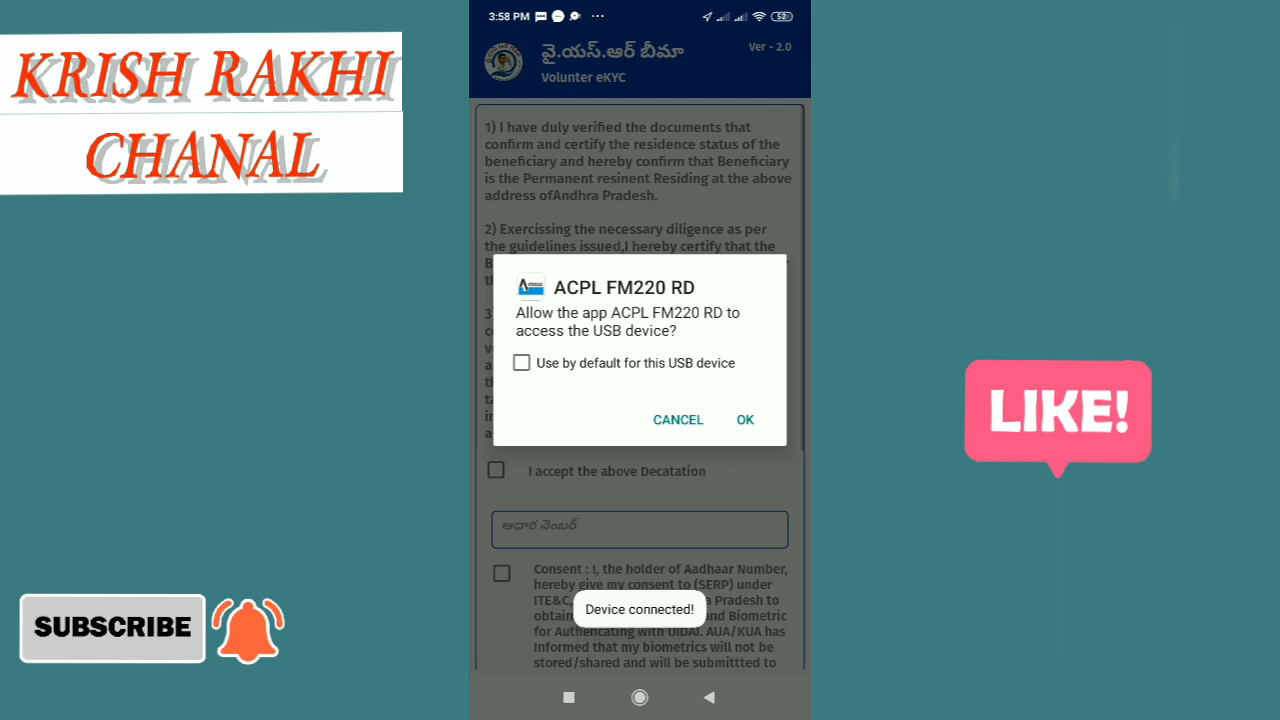 KRISH RAKHI
CHANAL
3:58 PM
52
వై.యస్.ఆర్ బీమా
Ver - 2.0
Volunter eKYC
1) I have duly verified the documents that
confirm and certify the residence status of the
beneficiary and hereby confirm that Beneficiary
is the Permanent resinent Residing at the above
address ofAndhra Pradesh.
2) Exercissing the necessary diligence as per
the guidelines issued,I hereby certify that the
ACPL FM220 RD
Allow the app ACPL FM220 RD to
access the USB device?
Use by default for this USB device
CANCEL OK
I accept the above Decatation
ఆధార నెంబర్
Consent : I, the holder of Aadhaar Number,
hereby give my consent to (SERP) under
ITE&C, Pradesh to
Device connected!
obtain and Biometric
for Authencating with UIDAI. AUA/KUA has
Informed that my biometrics will not be
stored/shared and will be submittted to
LIKE!
SUBSCRIBE